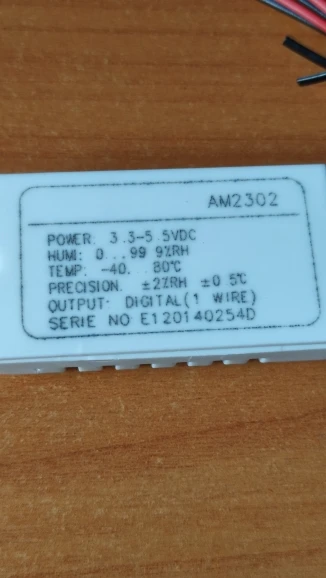 AM2302
POWER: 3.3-5.5VDC
HUMI: 0...99.9%RH
TEMP: -40...80℃
PRECISION: ±2%RH ±0.5℃
OUTPUT: DIGITAL(1 WIRE)
SERIE NO E120140254D